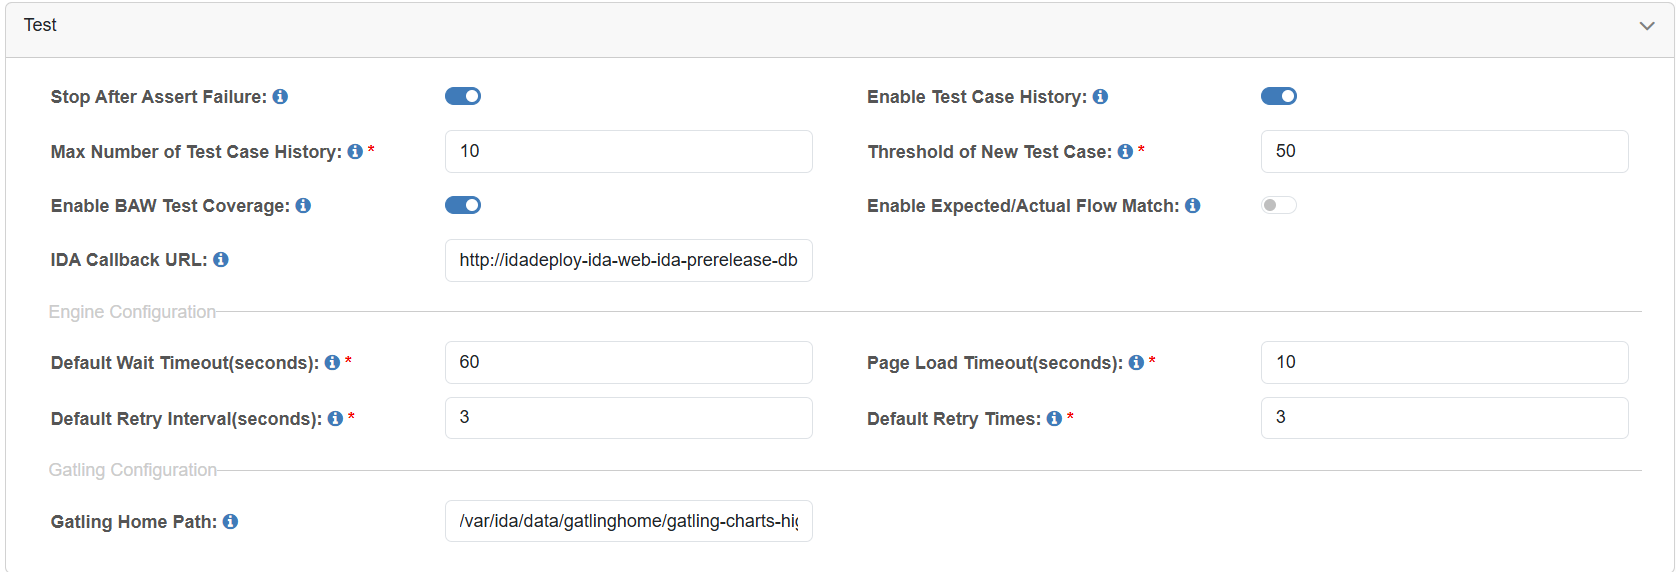 Test
Stop After Assert Failure:
Enable Test Case History:
Max Number of Test Case History: *
10
Threshold of New Test Case: *
50
Enable BAW Test Coverage:
Enable Expected/Actual Flow Match:
IDA Callback URL:
http://idadeploy-ida-web-ida-prerelease-db
Engine Configuration
Default Wait Timeout(seconds): *
60
Page Load Timeout(seconds): *
10
Default Retry Interval(seconds): *
3
Default Retry Times: *
3
Gatling Configuration
Gatling Home Path:
/var/ida/data/gatlinghome/gatling-charts-hig